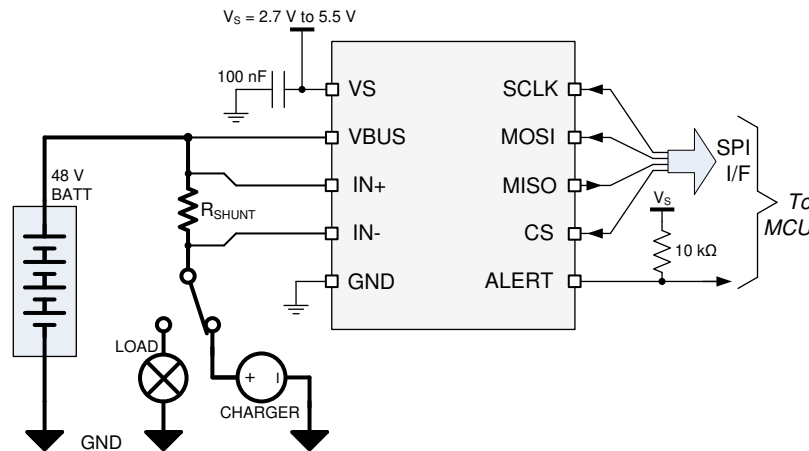 V_S = 2.7 V to 5.5 V
100 nF
VS
SCLK
VBUS
MOSI
SPI
I/F
48 V
BATT
IN+
MISO
R_SHUNT
V_S
To
MCU
IN-
CS
10 kΩ
GND
ALERT
LOAD
+
CHARGER
GND